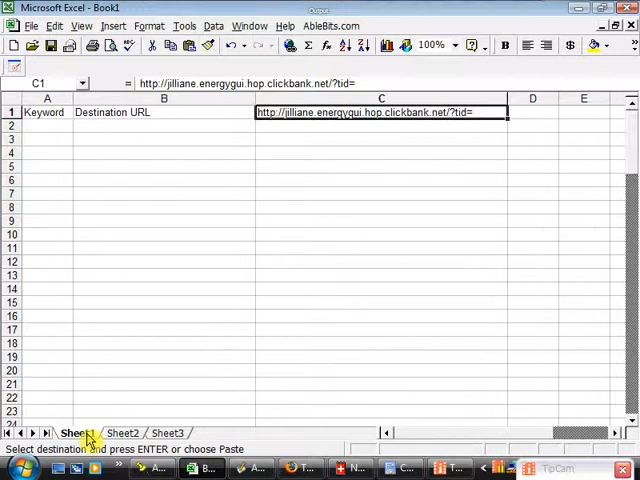 Output
Microsoft Excel - Book1
File Edit View Insert Format Tools Data Window Help AbleBits.com
100% B $
C1 = http://jilliane.energygui.hop.clickbank.net/?tid=
A B C D E
1 Keyword Destination URL http://jilliane.energygui.hop.clickbank.net/?tid=
2
3
4
5
6
7
8
9
10
11
12
13
14
15
16
17
18
19
20
21
22
23
24
Sheet1 Sheet2 Sheet3
Select destination and press ENTER or choose Paste
A... B... A... F... N... C... T... TipCam